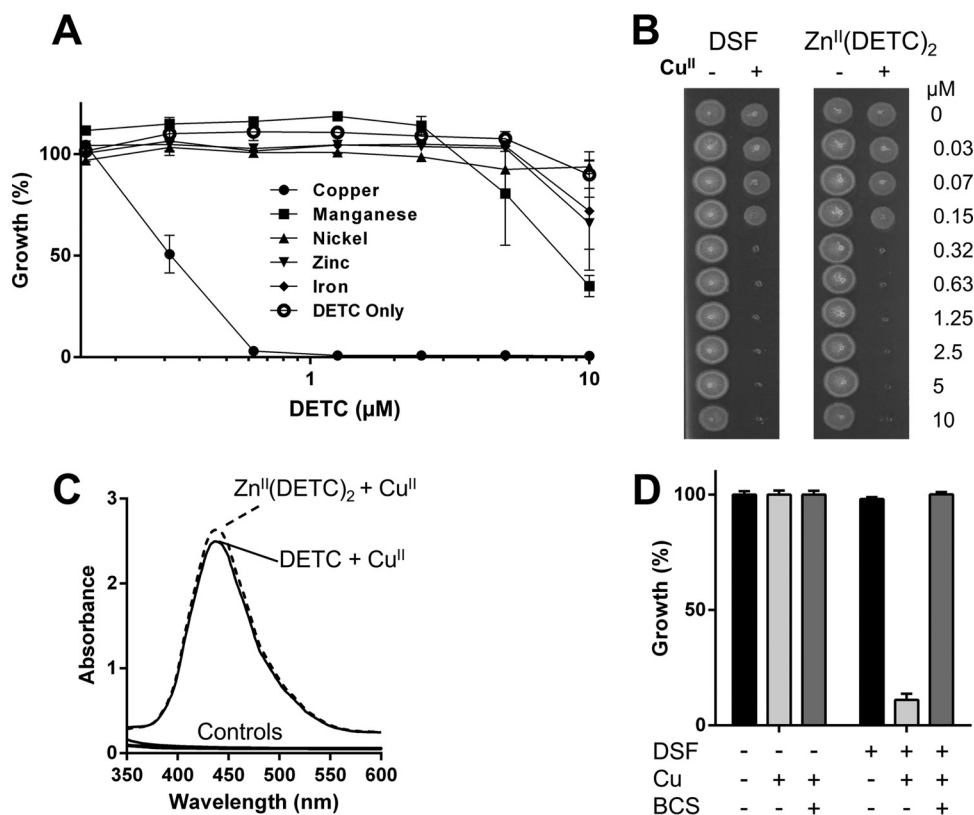 A
Growth (%)
100
50
0
Copper
Manganese
Nickel
Zinc
Iron
DETC Only
1
10
DETC (µM)
B
DSF
Zn^II(DETC)_2
Cu^II
- +
- +
µM
0
0.03
0.07
0.15
0.32
0.63
1.25
2.5
5
10
C
Zn^II(DETC)_2 + Cu^II
DETC + Cu^II
Controls
Absorbance
3
2
1
0
350 400 450 500 550 600
Wavelength (nm)
D
Growth (%)
100
50
0
DSF - - - + + +
Cu - + + - + +
BCS - - + - - +